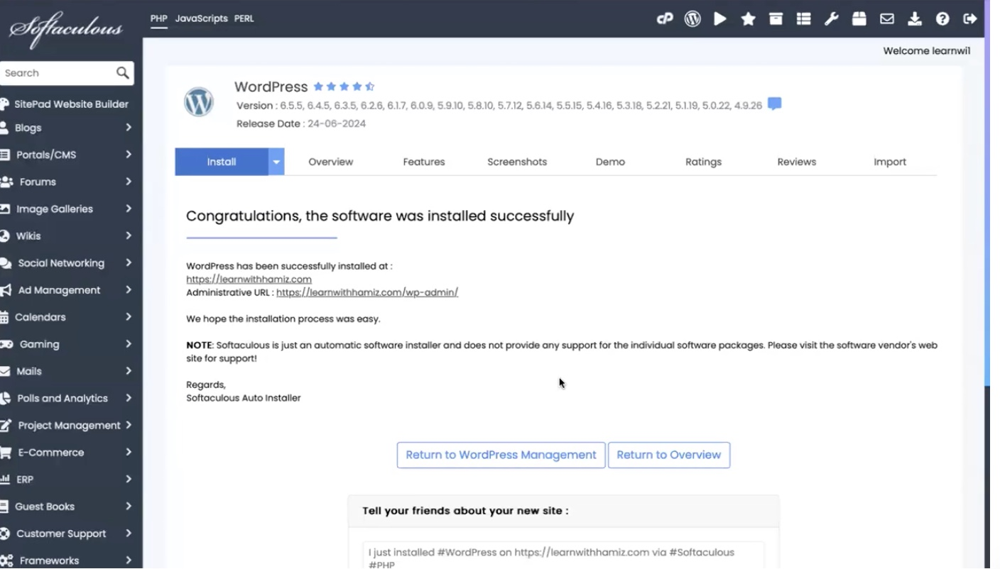 Softaculous
PHP JavaScripts PERL
Welcome learnwi1
Search
SitePad Website Builder
Blogs
Portals/CMS
Forums
Image Galleries
Wikis
Social Networking
Ad Management
Calendars
Gaming
Mails
Polls and Analytics
Project Management
E-Commerce
ERP
Guest Books
Customer Support
Frameworks
WordPress
Version : 6.5.5, 6.4.5, 6.3.5, 6.2.6, 6.1.7, 6.0.9, 5.9.10, 5.8.10, 5.7.12, 5.6.14, 5.5.15, 5.4.16, 5.3.18, 5.2.21, 5.1.19, 5.0.22, 4.9.26
Release Date : 24-06-2024
Install Overview Features Screenshots Demo Ratings Reviews Import
Congratulations, the software was installed successfully
WordPress has been successfully installed at :
https://learnwithhamiz.com
Administrative URL : https://learnwithhamiz.com/wp-admin/
We hope the installation process was easy.
NOTE: Softaculous is just an automatic software installer and does not provide any support for the individual software packages. Please visit the software vendor's web
site for support!
Regards,
Softaculous Auto Installer
Return to WordPress Management Return to Overview
Tell your friends about your new site :
I just installed #WordPress on https://learnwithhamiz.com via #Softaculous
#PHP